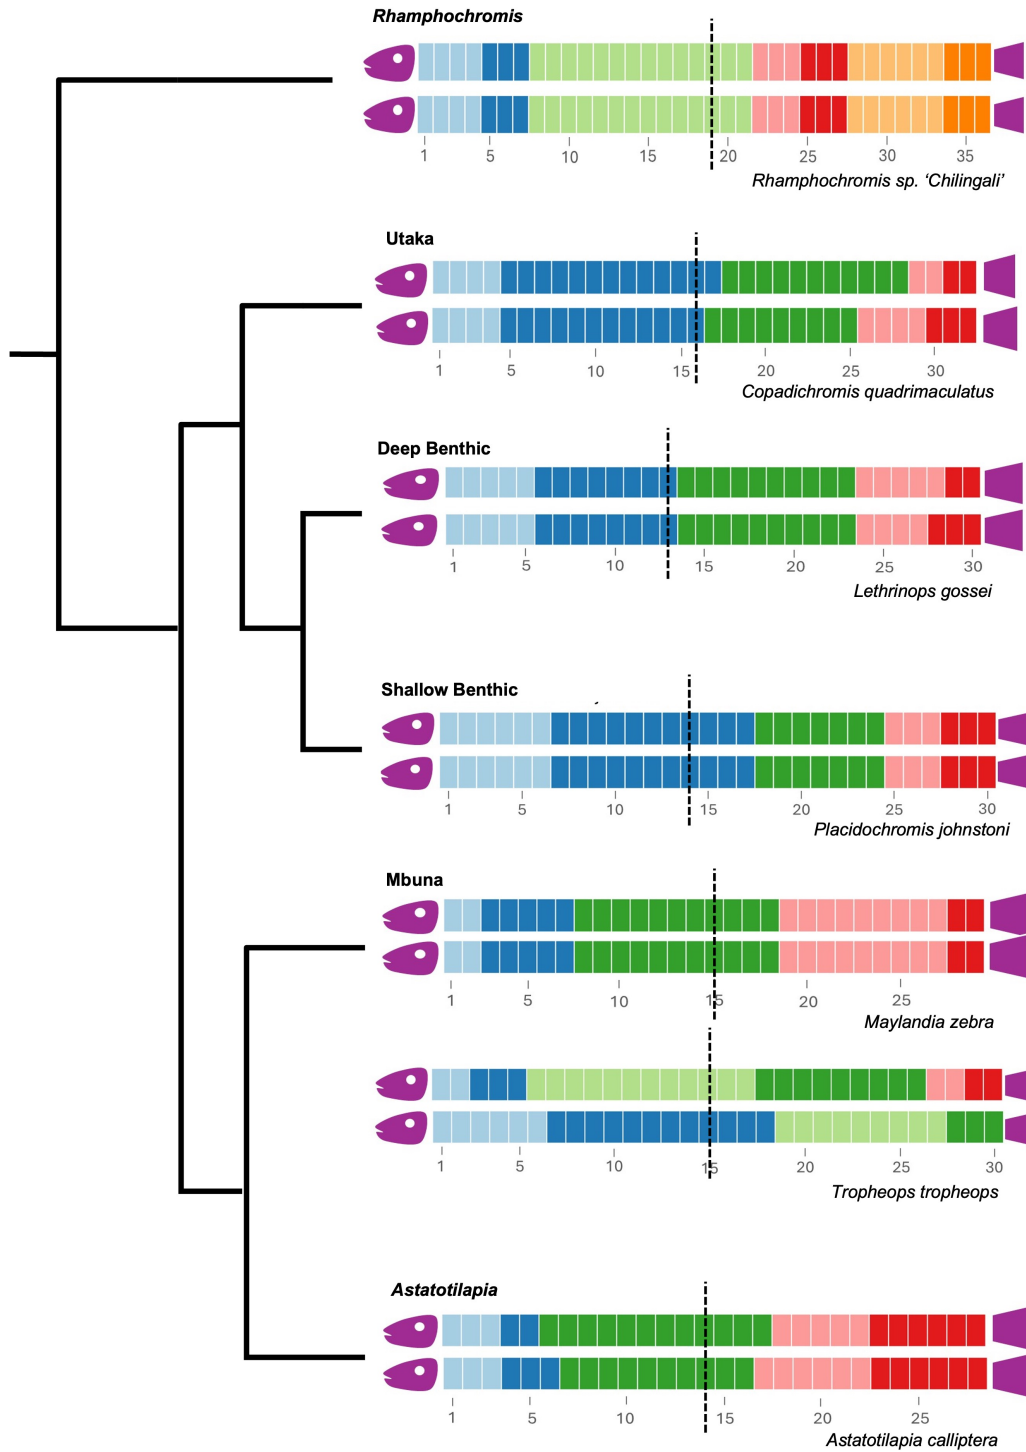 Rhamphochromis
1 5 10 15 20 25 30 35
Rhamphochromis sp. ‘Chilingali’
Utaka
1 5 10 15 20 25 30
Copadichromis quadrimaculatus
Deep Benthic
1 5 10 15 20 25 30
Lethrinops gossei
Shallow Benthic
1 5 10 15 20 25 30
Placidochromis johnstoni
Mbuna
1 5 10 15 20 25
Maylandia zebra
1 5 10 15 20 25 30
Tropheops tropheops
Astatotilapia
1 5 10 15 20 25
Astatotilapia calliptera